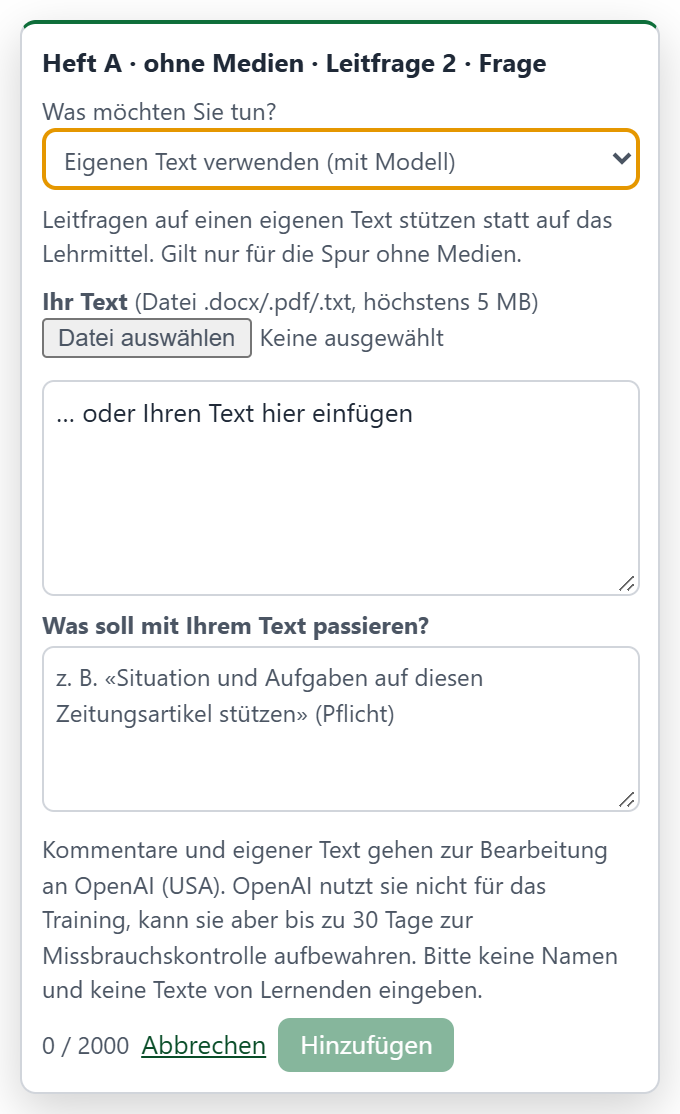 Heft A · ohne Medien · Leitfrage 2 · Frage
Was möchten Sie tun?
Eigenen Text verwenden (mit Modell)
Leitfragen auf einen eigenen Text stützen statt auf das
Lehrmittel. Gilt nur für die Spur ohne Medien.
Ihr Text (Datei .docx/.pdf/.txt, höchstens 5 MB)
Datei auswählen Keine ausgewählt
… oder Ihren Text hier einfügen
Was soll mit Ihrem Text passieren?
z. B. «Situation und Aufgaben auf diesen
Zeitungsartikel stützen» (Pflicht)
Kommentare und eigener Text gehen zur Bearbeitung
an OpenAI (USA). OpenAI nutzt sie nicht für das
Training, kann sie aber bis zu 30 Tage zur
Missbrauchskontrolle aufbewahren. Bitte keine Namen
und keine Texte von Lernenden eingeben.
0 / 2000 Abbrechen Hinzufügen